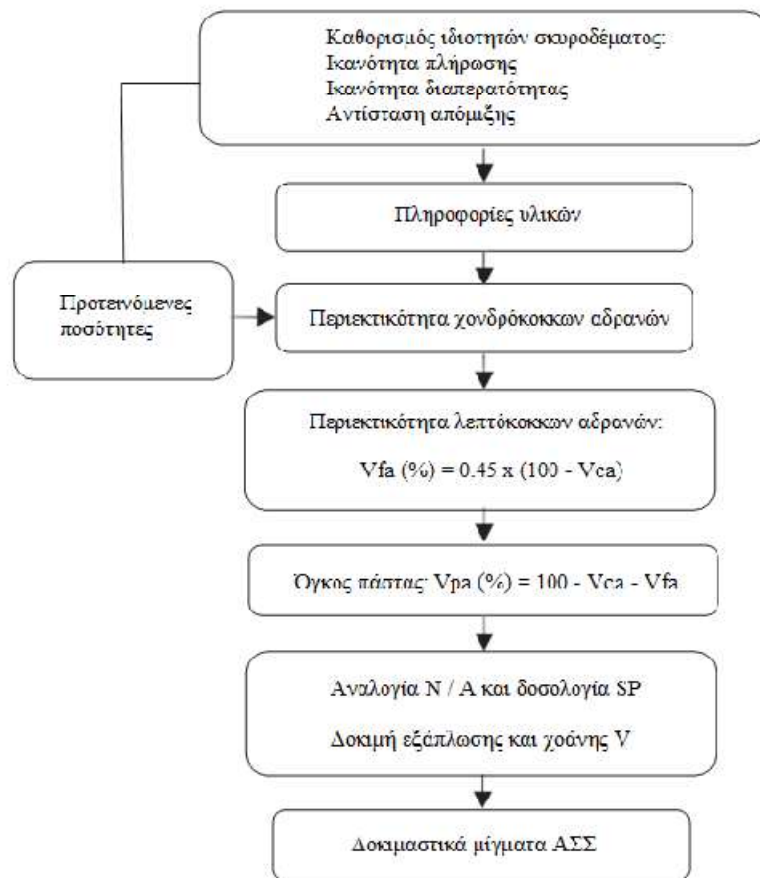 Καθορισμός ιδιοτητών σκυροδέματος:
Ικανότητα πλήρωσης
Ικανότητα διαπερατότητας
Αντίσταση απόμιξης
Πληροφορίες υλικών
Προτεινόμενες
ποσότητες
Περιεκτικότητα χονδρόκοκκων αδρανών
Περιεκτικότητα λεπτόκοκκων αδρανών:
Vfa (%) = 0.45 x (100 - Vca)
Όγκος πάστας: Vpa (%) = 100 - Vca - Vfa
Αναλογία Ν / Α και δοσολογία SP
Δοκιμή εξάπλωσης και χοάνης V
Δοκιμαστικά μίγματα ΑΣΣ